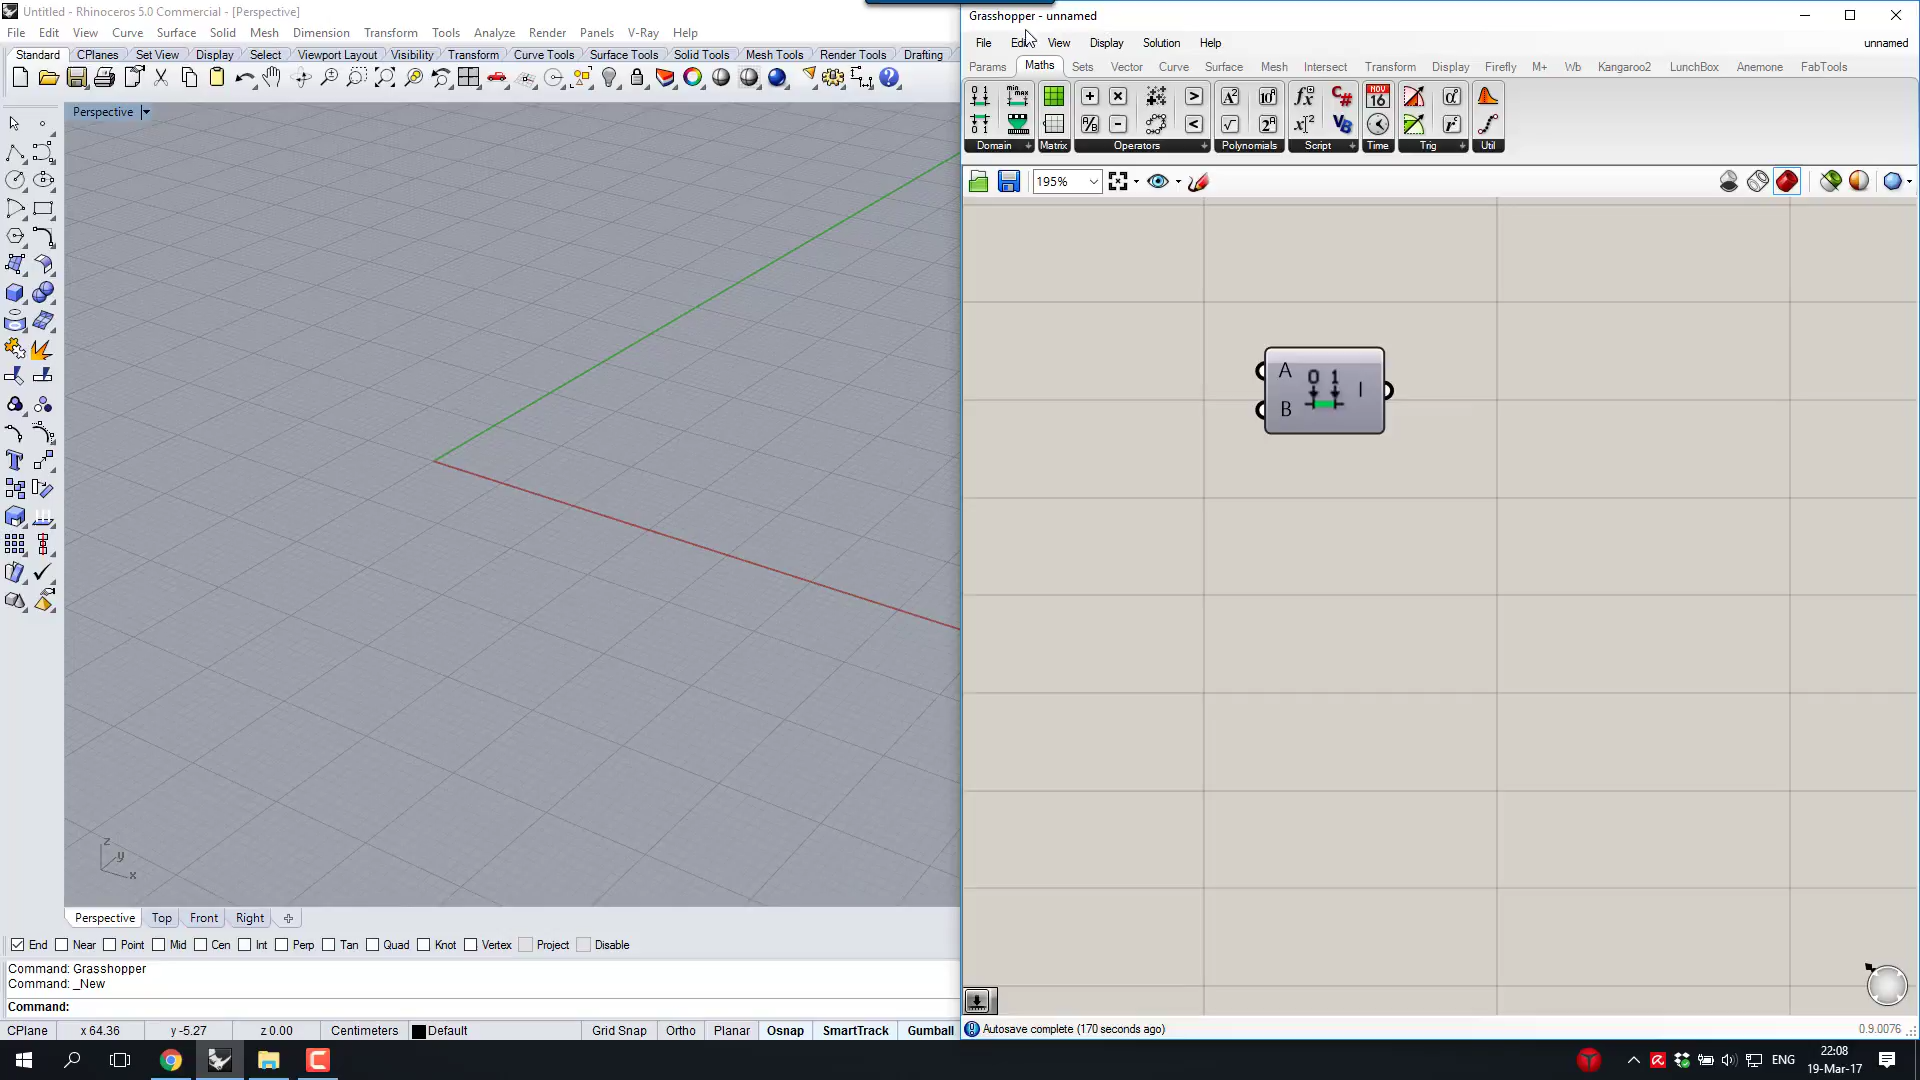 Untitled - Rhinoceros 5.0 Commercial - [Perspective]
File Edit View Curve Surface Solid Mesh Dimension Transform Tools Analyze Render Panels V-Ray Help
Standard CPlanes Set View Display Select Viewport Layout Visibility Transform Curve Tools Surface Tools Solid Tools Mesh Tools Render Tools Drafting
Perspective
z
y
x
Perspective Top Front Right
End Near Point Mid Cen Int Perp Tan Quad Knot Vertex Project Disable
Command: Grasshopper
Command: _New
Command:
CPlane x 64.36 y -5.27 z 0.00 Centimeters Default Grid Snap Ortho Planar Osnap SmartTrack Gumball
Grasshopper - unnamed
File Edit View Display Solution Help unnamed
Params Maths Sets Vector Curve Surface Mesh Intersect Transform Display Firefly M+ Wb Kangaroo2 LunchBox Anemone FabTools
Domain Matrix Operators Polynomials Script Time Trig Util
195%
A
B
0 1
I
Autosave complete (170 seconds ago) 0.9.0076
ENG
22:08
19-Mar-17